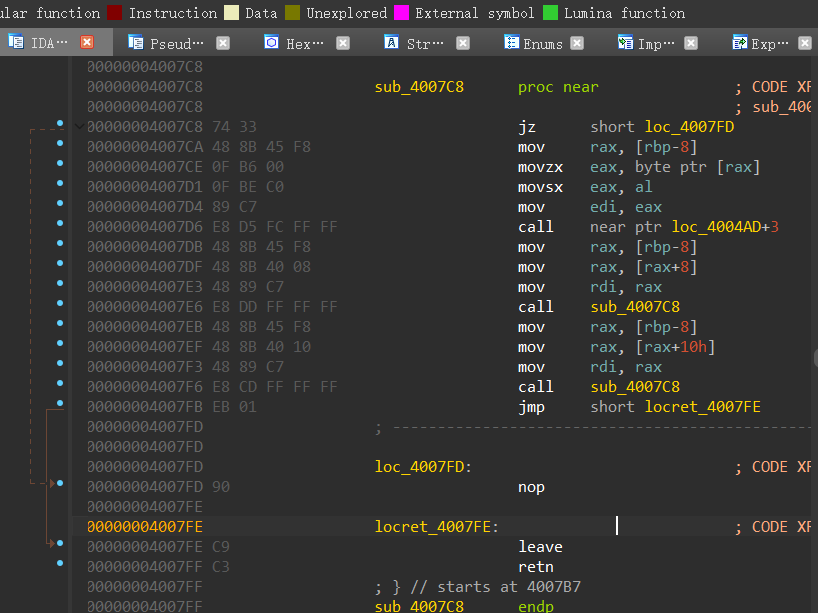 ular function Instruction Data Unexplored External symbol Lumina function
IDA… Pseud… Hex… Str… Enums Imp… Exp…
00000004007C8
00000004007C8 sub_4007C8 proc near ; CODE XR
00000004007C8 ; sub_400
00000004007C8 74 33 jz short loc_4007FD
00000004007CA 48 8B 45 F8 mov rax, [rbp-8]
00000004007CE 0F B6 00 movzx eax, byte ptr [rax]
00000004007D1 0F BE C0 movsx eax, al
00000004007D4 89 C7 mov edi, eax
00000004007D6 E8 D5 FC FF FF call near ptr loc_4004AD+3
00000004007DB 48 8B 45 F8 mov rax, [rbp-8]
00000004007DF 48 8B 40 08 mov rax, [rax+8]
00000004007E3 48 89 C7 mov rdi, rax
00000004007E6 E8 DD FF FF FF call sub_4007C8
00000004007EB 48 8B 45 F8 mov rax, [rbp-8]
00000004007EF 48 8B 40 10 mov rax, [rax+10h]
00000004007F3 48 89 C7 mov rdi, rax
00000004007F6 E8 CD FF FF FF call sub_4007C8
00000004007FB EB 01 jmp short locret_4007FE
00000004007FD ; ---------------------------------------------
00000004007FD
00000004007FD loc_4007FD: ; CODE XR
00000004007FD 90 nop
00000004007FE
00000004007FE locret_4007FE: ; CODE XR
00000004007FE C9 leave
00000004007FF C3 retn
00000004007FF ; } // starts at 4007B7
00000004007FF sub_4007C8 endp